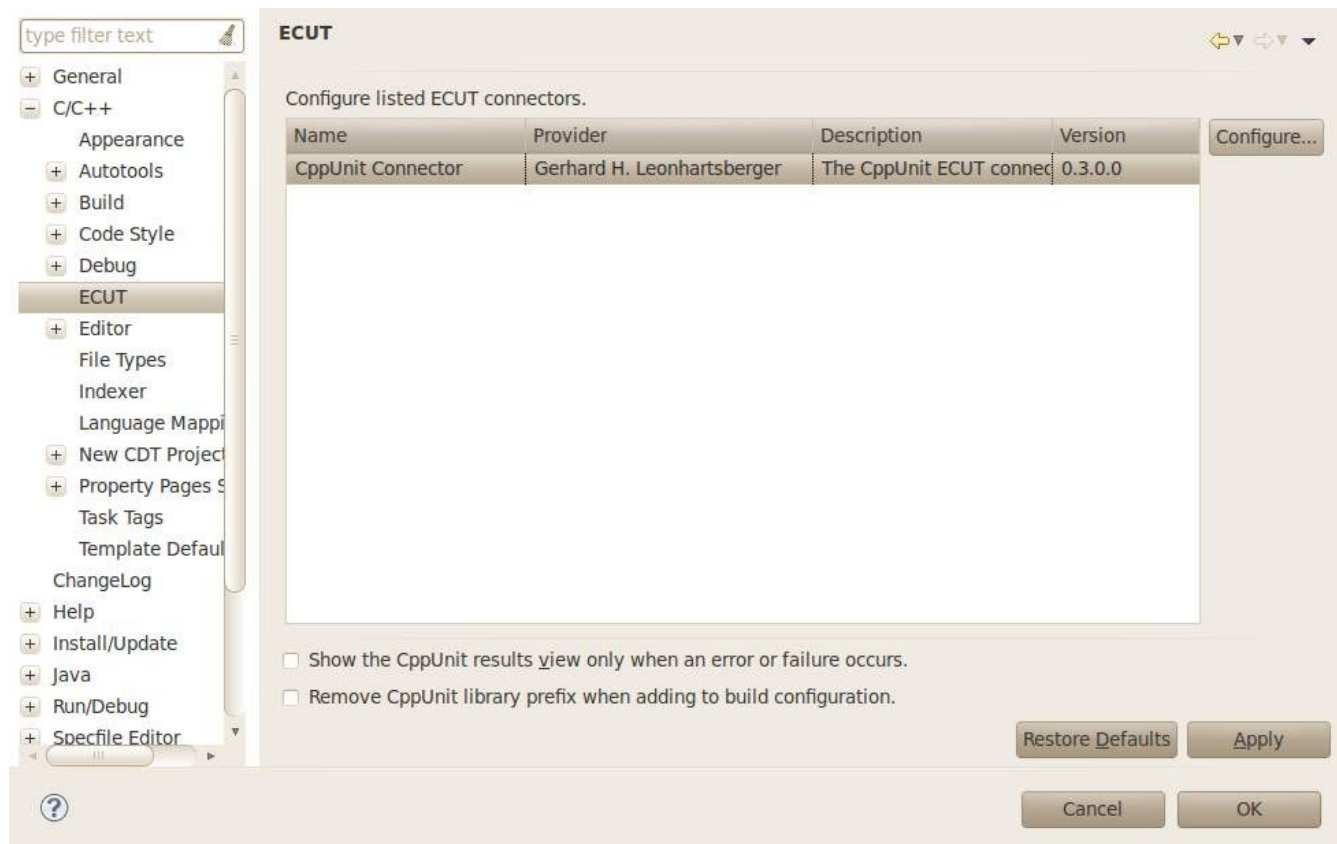 type filter text
General
C/C++
Appearance
Autotools
Build
Code Style
Debug
ECUT
Editor
File Types
Indexer
Language Mappi
New CDT Project
Property Pages S
Task Tags
Template Defaul
ChangeLog
Help
Install/Update
Java
Run/Debug
Specfile Editor
ECUT
Configure listed ECUT connectors.
Name Provider Description Version
CppUnit Connector Gerhard H. Leonhartsberger The CppUnit ECUT connec 0.3.0.0
Configure...
Show the CppUnit results view only when an error or failure occurs.
Remove CppUnit library prefix when adding to build configuration.
Restore Defaults Apply
Cancel OK